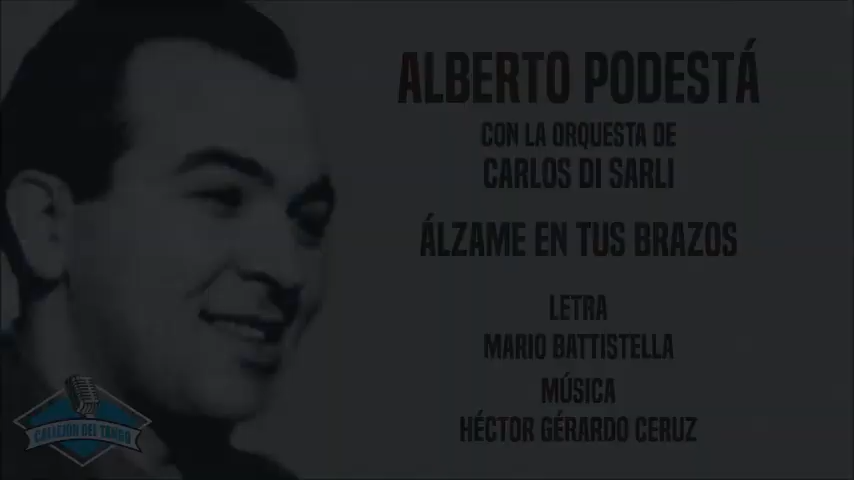 ALBERTO PODESTÁ
CON LA ORQUESTA DE
CARLOS DI SARLI
ÁLZAME EN TUS BRAZOS
LETRA
MARIO BATTISTELLA
MÚSICA
HÉCTOR GÉRARDO CERUZ
CALLEJÓN DEL TANGO